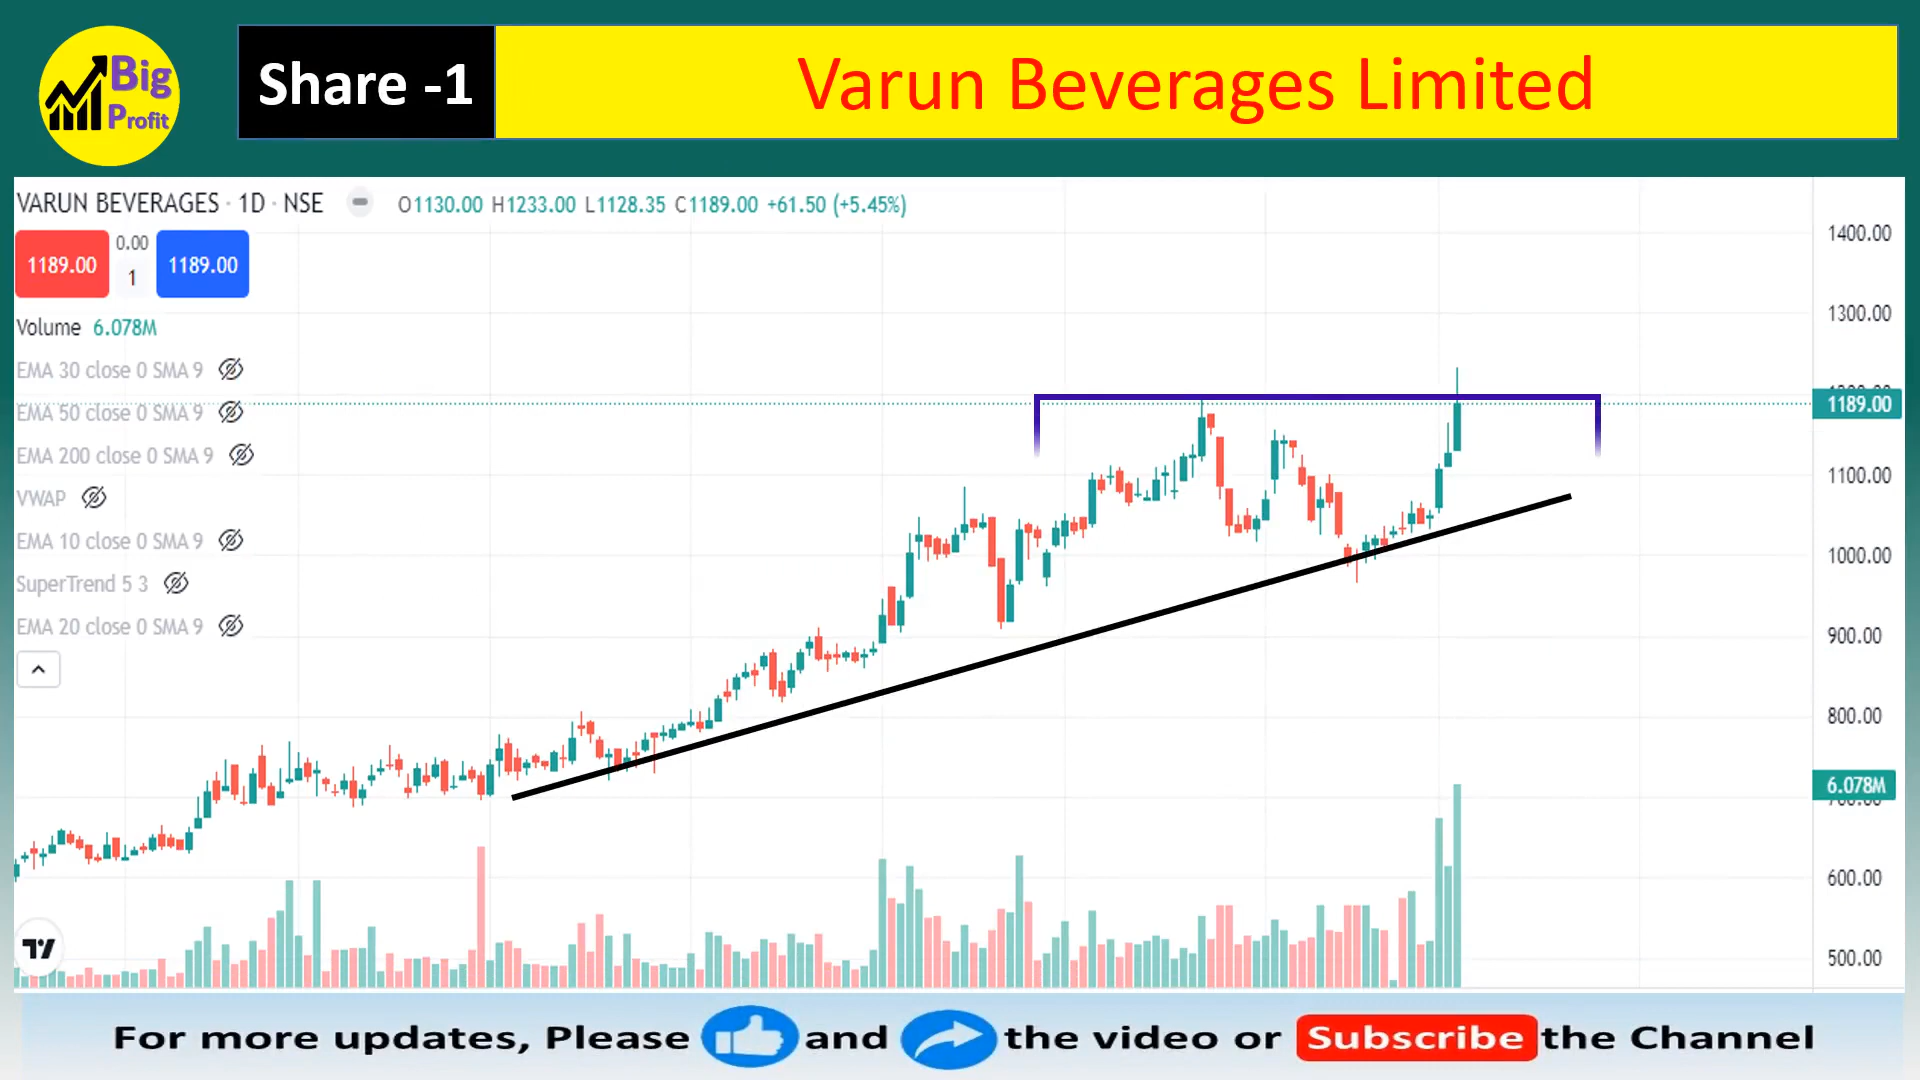 Big
Profit
Share -1
Varun Beverages Limited
VARUN BEVERAGES · 1D · NSE
O1130.00 H1233.00 L1128.35 C1189.00 +61.50 (+5.45%)
1189.00
0.00
1
1189.00
Volume 6.078M
EMA 30 close 0 SMA 9
EMA 50 close 0 SMA 9
EMA 200 close 0 SMA 9
VWAP
EMA 10 close 0 SMA 9
SuperTrend 5 3
EMA 20 close 0 SMA 9
1400.00
1300.00
1189.00
1100.00
1000.00
900.00
800.00
6.078M
600.00
500.00
For more updates, Please and the video or Subscribe the Channel